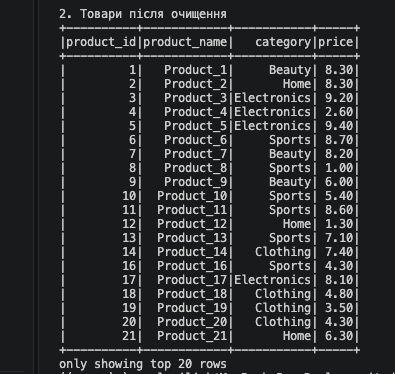 2. Товари після очищення
+----------+------------+-----------+-----+
|product_id|product_name|   category|price|
+----------+------------+-----------+-----+
|         1|   Product_1|     Beauty| 8.30|
|         2|   Product_2|       Home| 8.30|
|         3|   Product_3|Electronics| 9.20|
|         4|   Product_4|Electronics| 2.60|
|         5|   Product_5|Electronics| 9.40|
|         6|   Product_6|     Sports| 8.70|
|         7|   Product_7|     Beauty| 8.20|
|         8|   Product_8|     Sports| 1.00|
|         9|   Product_9|     Beauty| 6.00|
|        10|  Product_10|     Sports| 5.40|
|        11|  Product_11|     Sports| 8.60|
|        12|  Product_12|       Home| 1.30|
|        13|  Product_13|     Sports| 7.10|
|        14|  Product_14|   Clothing| 7.40|
|        16|  Product_16|     Sports| 4.30|
|        17|  Product_17|Electronics| 8.10|
|        18|  Product_18|   Clothing| 4.80|
|        19|  Product_19|   Clothing| 3.50|
|        20|  Product_20|   Clothing| 4.30|
|        21|  Product_21|       Home| 6.30|
+----------+------------+-----------+-----+
only showing top 20 rows